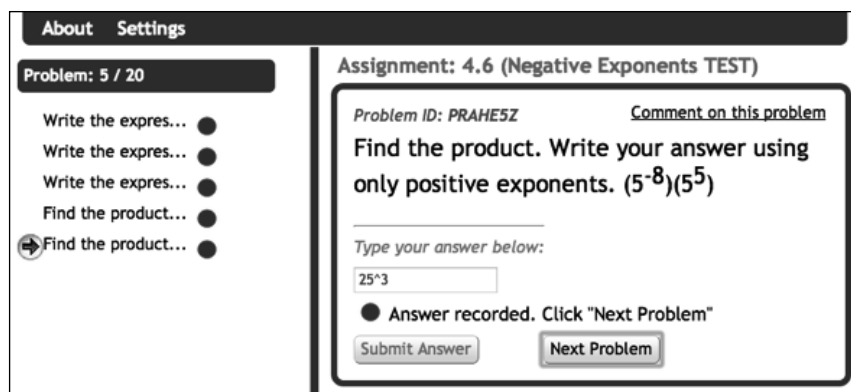 About Settings
Problem: 5 / 20
Write the expres...
Write the expres...
Write the expres...
Find the product...
Find the product...
Assignment: 4.6 (Negative Exponents TEST)
Problem ID: PRAHE5Z Comment on this problem
Find the product. Write your answer using
only positive exponents. (5⁻⁸)(5⁵)
Type your answer below:
25^3
Answer recorded. Click "Next Problem"
Submit Answer Next Problem